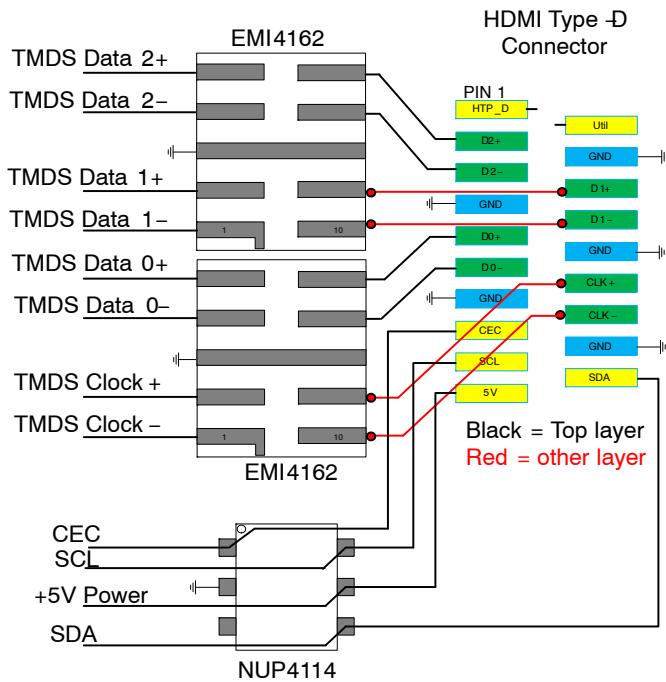 HDMI Type -D
Connector
EMI4162
TMDS Data 2+
TMDS Data 2−
TMDS Data 1+
TMDS Data 1−
1
10
PIN 1
HTP_D
D2+
D2−
GND
D0+
D0−
GND
CEC
SCL
5V
Util
GND
D1+
D1−
GND
CLK+
CLK−
GND
SDA
TMDS Data 0+
TMDS Data 0−
TMDS Clock +
TMDS Clock −
1
10
EMI4162
Black = Top layer
Red = other layer
CEC
SCL
+5V Power
SDA
NUP4114